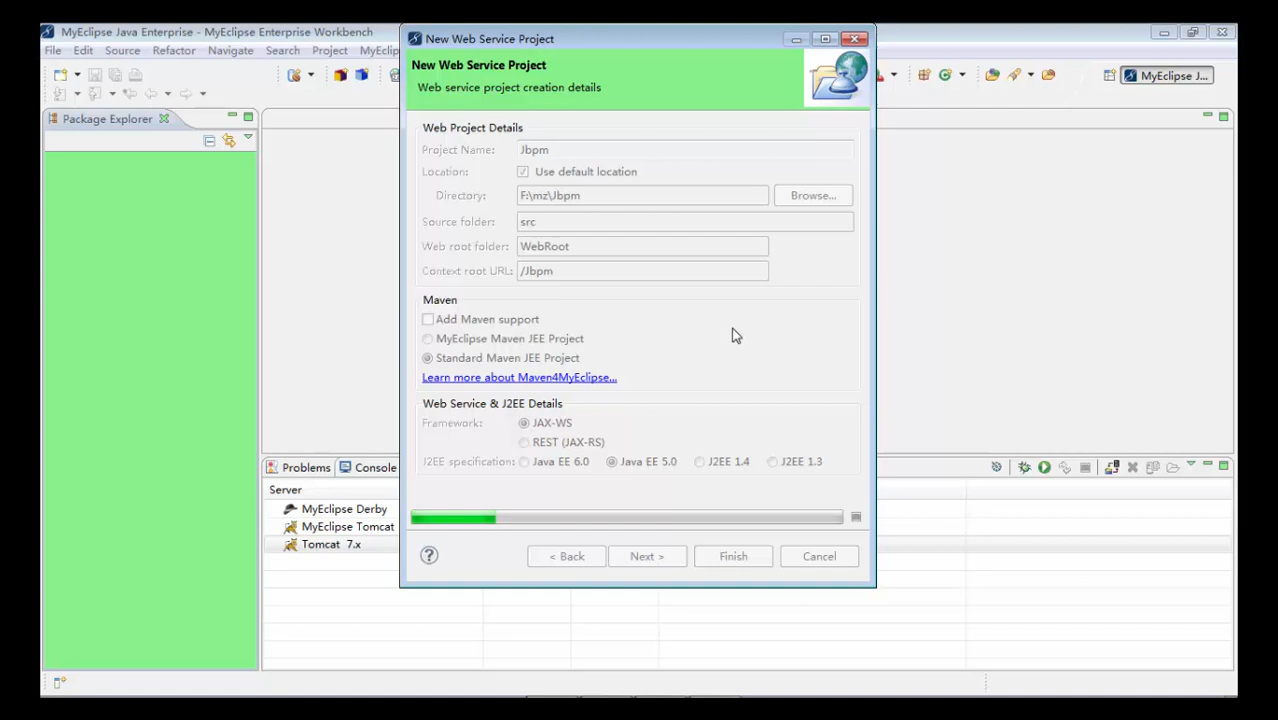 MyEclipse Java Enterprise - MyEclipse Enterprise Workbench
File Edit Source Refactor Navigate Search Project MyEclip
MyEclipse J...
Package Explorer
New Web Service Project
New Web Service Project
Web service project creation details
Web Project Details
Project Name: Jbpm
Location: Use default location
Directory: F:\mz\Jbpm Browse...
Source folder: src
Web root folder: WebRoot
Context root URL: /Jbpm
Maven
Add Maven support
MyEclipse Maven JEE Project
Standard Maven JEE Project
Learn more about Maven4MyEclipse...
Web Service & J2EE Details
Framework: JAX-WS
REST (JAX-RS)
J2EE specification: Java EE 6.0 Java EE 5.0 J2EE 1.4 J2EE 1.3
< Back Next > Finish Cancel
Problems Console
Server
MyEclipse Derby
MyEclipse Tomcat
Tomcat 7.x